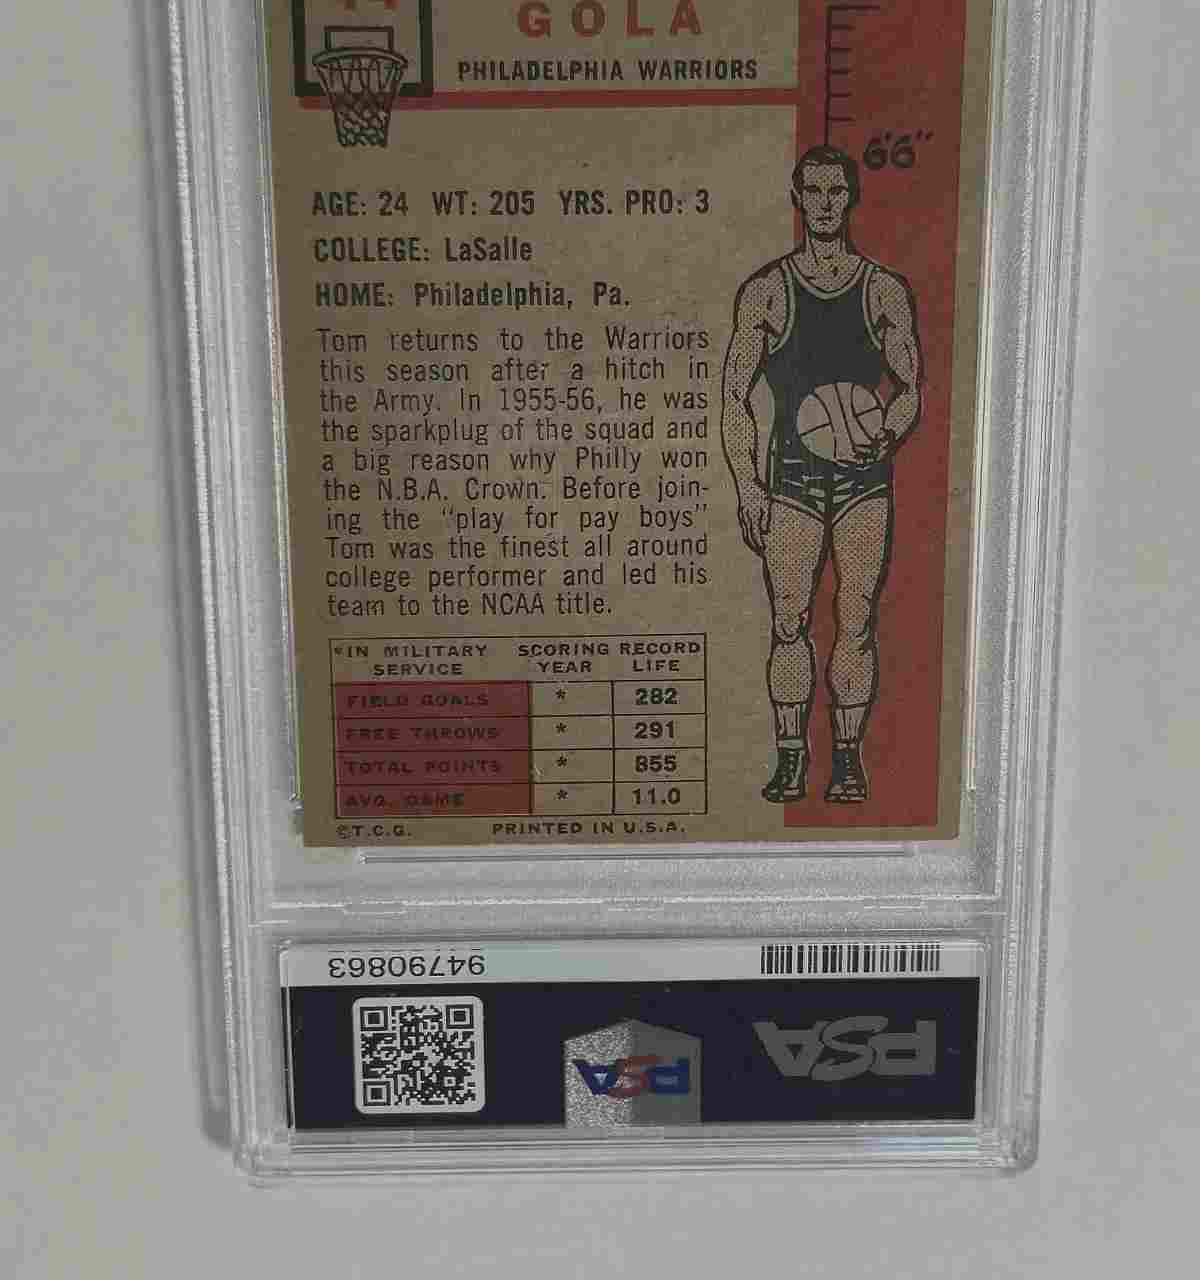 GOLA
PHILADELPHIA WARRIORS
6'6"
AGE: 24 WT: 205 YRS. PRO: 3
COLLEGE: LaSalle
HOME: Philadelphia, Pa.
Tom returns to the Warriors
this season after a hitch in
the Army. In 1955-56, he was
the sparkplug of the squad and
a big reason why Philly won
the N.B.A. Crown. Before join-
ing the "play for pay boys"
Tom was the finest all around
college performer and led his
team to the NCAA title.
*IN MILITARY SERVICE SCORING RECORD
YEAR LIFE
FIELD GOALS * 282
FREE THROWS * 291
TOTAL POINTS * 855
AVG. GAME * 11.0
©T.C.G. PRINTED IN U.S.A.
94790863
PSA
PSA